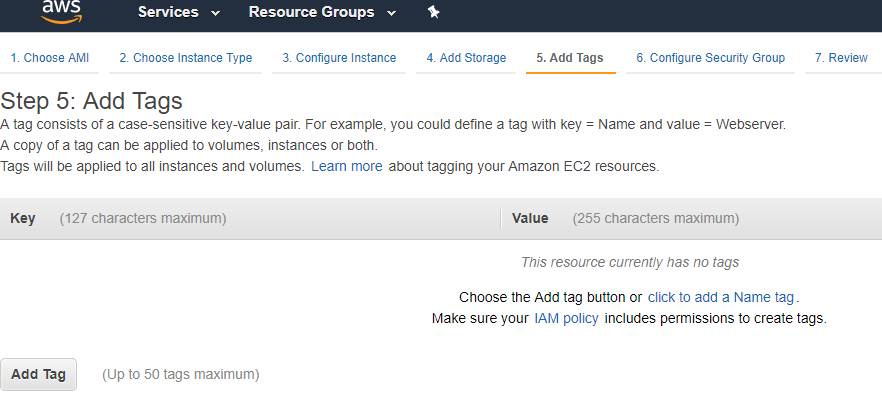 aws Services Resource Groups
1. Choose AMI 2. Choose Instance Type 3. Configure Instance 4. Add Storage 5. Add Tags 6. Configure Security Group 7. Review
Step 5: Add Tags
A tag consists of a case-sensitive key-value pair. For example, you could define a tag with key = Name and value = Webserver.
A copy of a tag can be applied to volumes, instances or both.
Tags will be applied to all instances and volumes. Learn more about tagging your Amazon EC2 resources.
Key (127 characters maximum) Value (255 characters maximum)
This resource currently has no tags
Choose the Add tag button or click to add a Name tag.
Make sure your IAM policy includes permissions to create tags.
Add Tag (Up to 50 tags maximum)